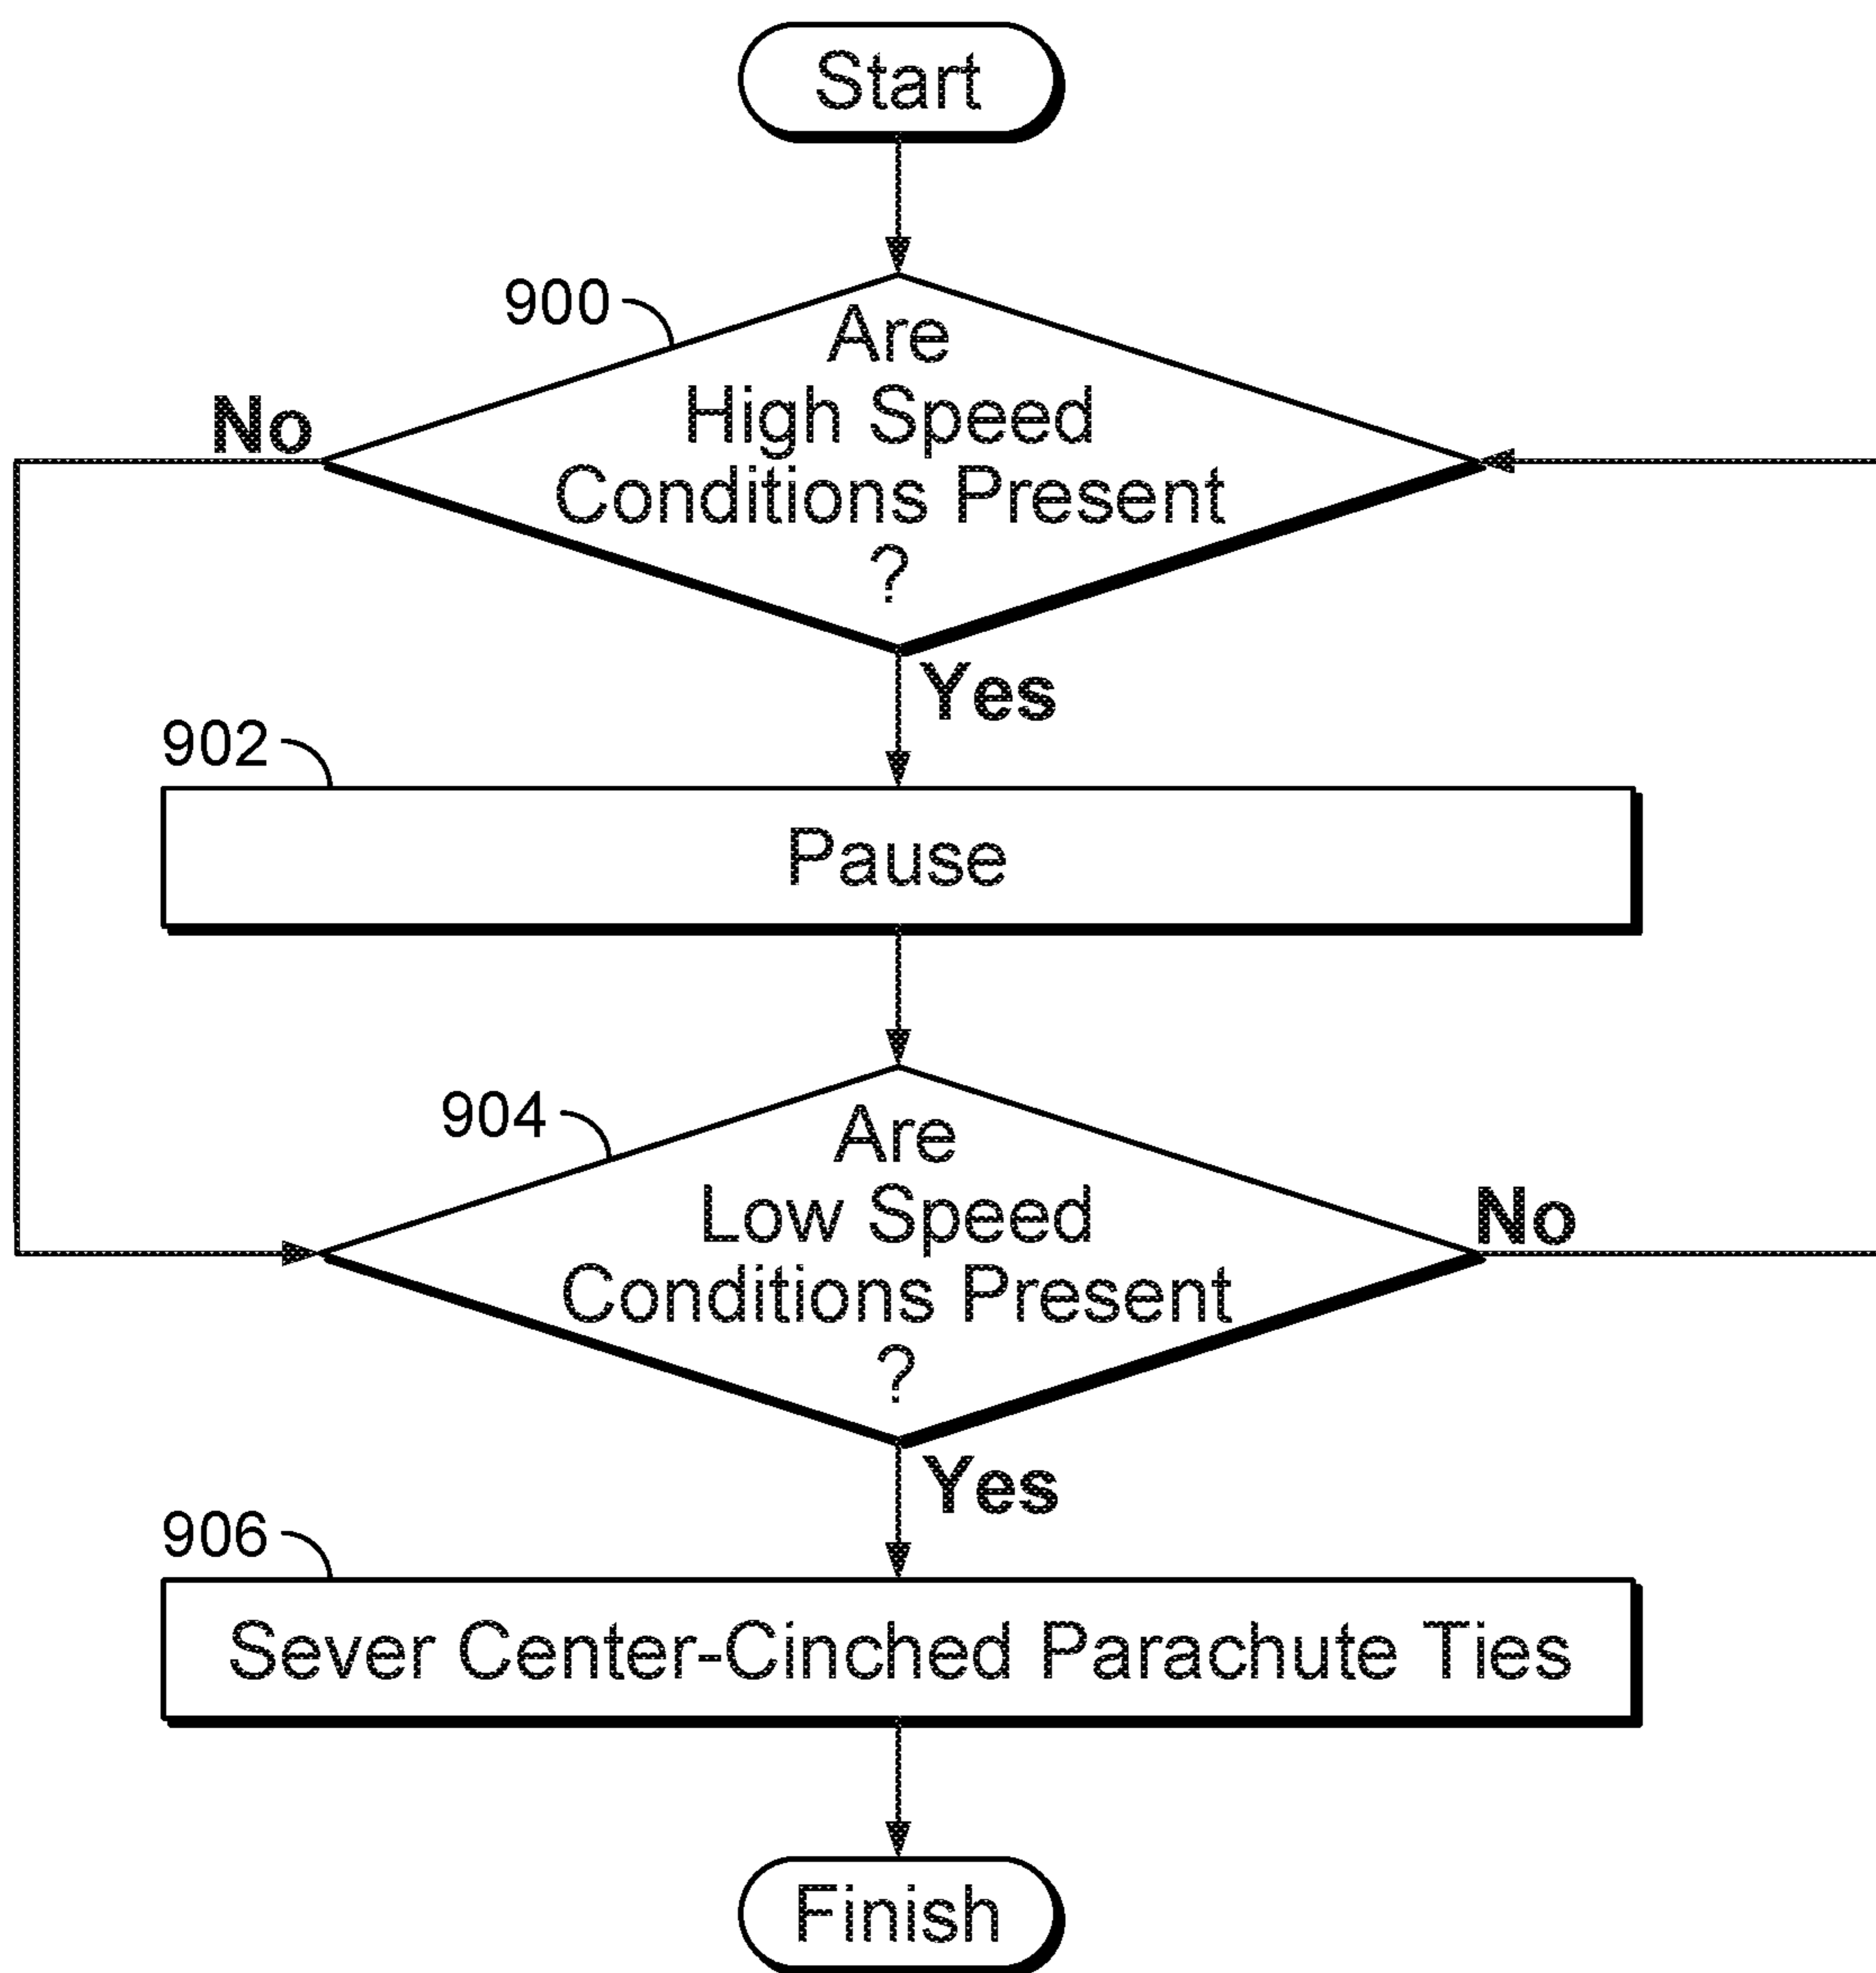 Start
900
Are
High Speed
Conditions Present
?
No
Yes
902
Pause
904
Are
Low Speed
Conditions Present
?
No
Yes
906
Sever Center-Cinched Parachute Ties
Finish